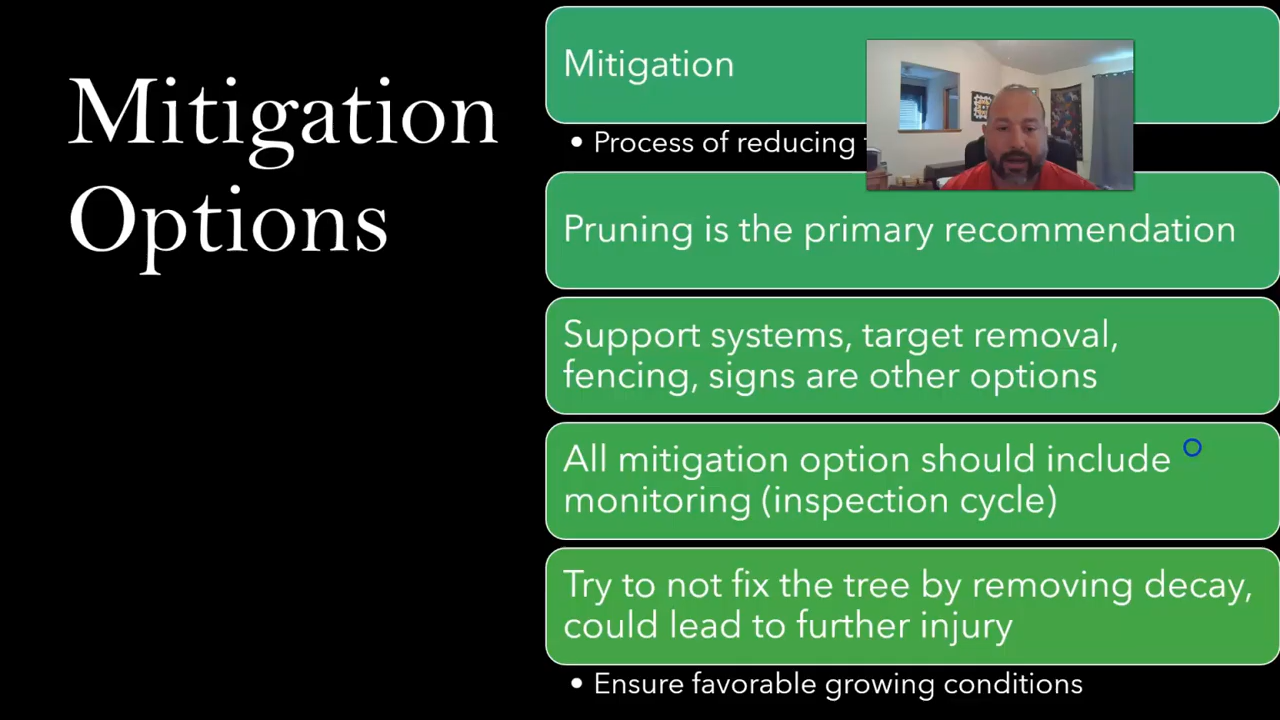 Mitigation
Options
Mitigation
• Process of reducing
Pruning is the primary recommendation
Support systems, target removal,
fencing, signs are other options
All mitigation option should include
monitoring (inspection cycle)
Try to not fix the tree by removing decay,
could lead to further injury
• Ensure favorable growing conditions